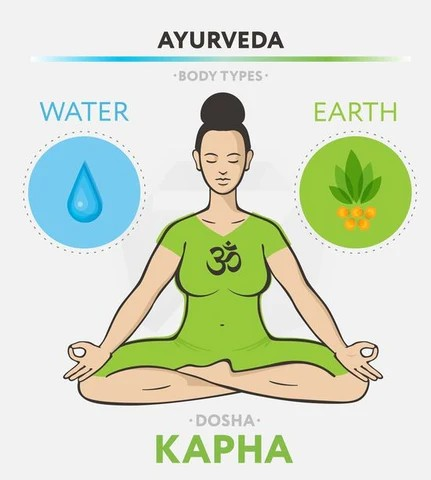 AYURVEDA
·BODY TYPES·
WATER
EARTH
ॐ
·DOSHA·
KAPHA